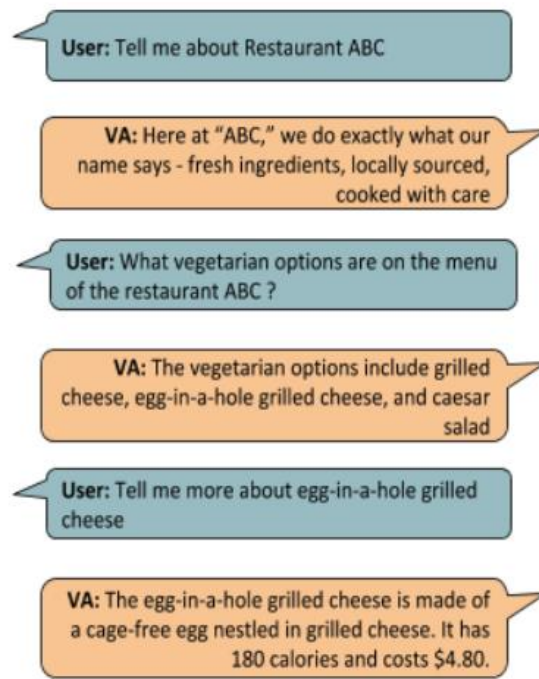 User: Tell me about Restaurant ABC
VA: Here at “ABC,” we do exactly what our
name says - fresh ingredients, locally sourced,
cooked with care
User: What vegetarian options are on the menu
of the restaurant ABC ?
VA: The vegetarian options include grilled
cheese, egg-in-a-hole grilled cheese, and caesar
salad
User: Tell me more about egg-in-a-hole grilled
cheese
VA: The egg-in-a-hole grilled cheese is made of
a cage-free egg nestled in grilled cheese. It has
180 calories and costs $4.80.